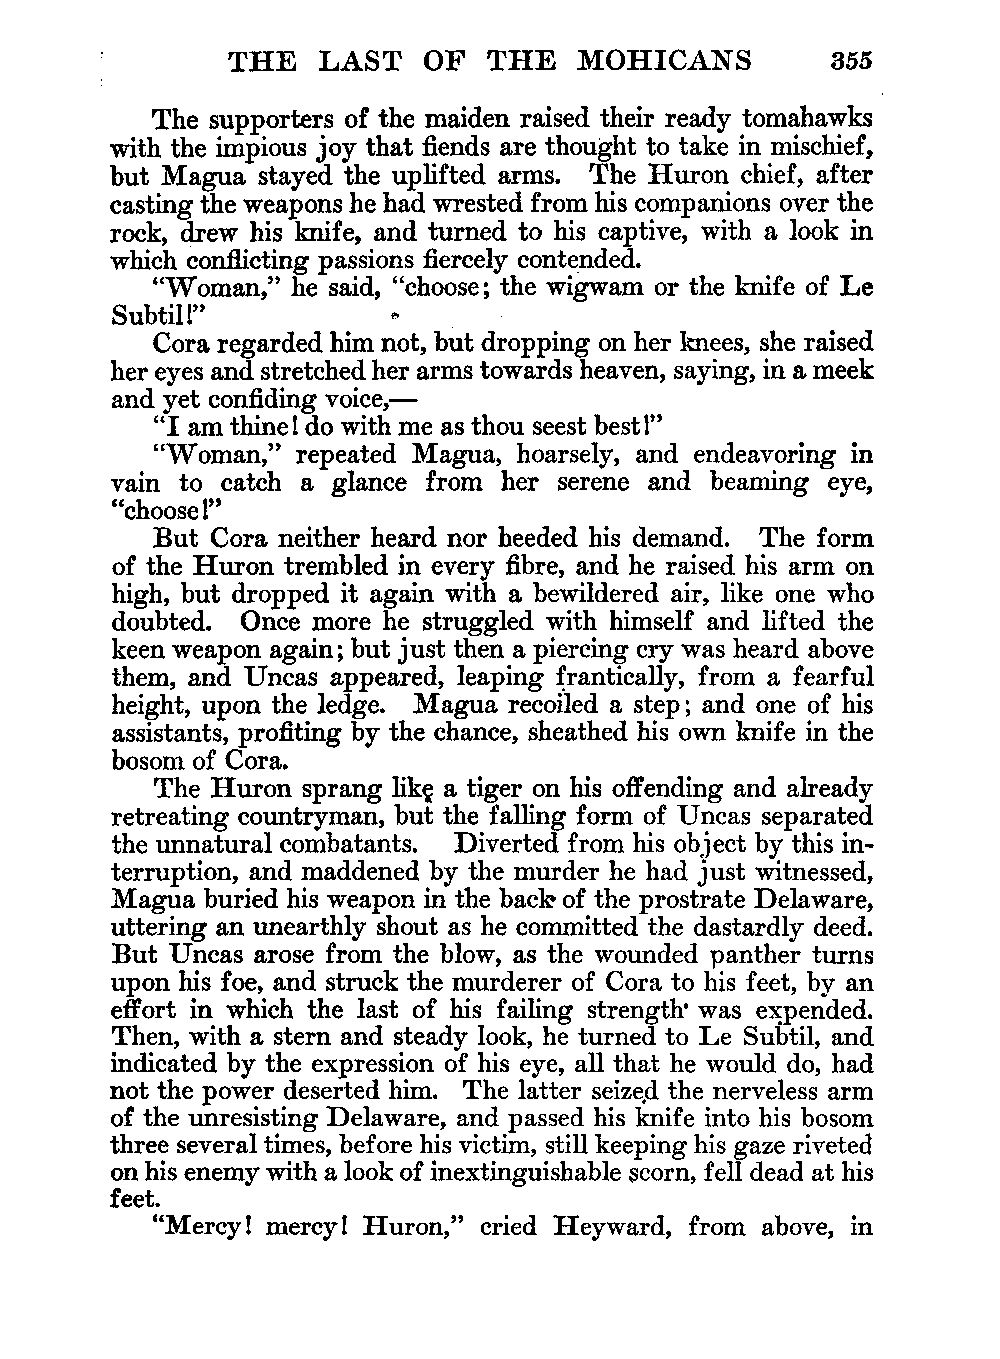 THE LAST OF THE MOHICANS 355
The supporters of the maiden raised their ready tomahawks
with the impious joy that fiends are thought to take in mischief,
but Magua stayed the uplifted arms. The Huron chief, after
casting the weapons he had wrested from his companions over the
rock, drew his knife, and turned to his captive, with a look in
which conflicting passions fiercely contended.
“Woman,” he said, “choose; the wigwam or the knife of Le
Subtil!”
Cora regarded him not, but dropping on her knees, she raised
her eyes and stretched her arms towards heaven, saying, in a meek
and yet confiding voice,—
“I am thine! do with me as thou seest best!”
“Woman,” repeated Magua, hoarsely, and endeavoring in
vain to catch a glance from her serene and beaming eye,
“choose!”
But Cora neither heard nor heeded his demand. The form
of the Huron trembled in every fibre, and he raised his arm on
high, but dropped it again with a bewildered air, like one who
doubted. Once more he struggled with himself and lifted the
keen weapon again; but just then a piercing cry was heard above
them, and Uncas appeared, leaping frantically, from a fearful
height, upon the ledge. Magua recoiled a step; and one of his
assistants, profiting by the chance, sheathed his own knife in the
bosom of Cora.
The Huron sprang like a tiger on his offending and already
retreating countryman, but the falling form of Uncas separated
the unnatural combatants. Diverted from his object by this in-
terruption, and maddened by the murder he had just witnessed,
Magua buried his weapon in the back of the prostrate Delaware,
uttering an unearthly shout as he committed the dastardly deed.
But Uncas arose from the blow, as the wounded panther turns
upon his foe, and struck the murderer of Cora to his feet, by an
effort in which the last of his failing strength was expended.
Then, with a stern and steady look, he turned to Le Subtil, and
indicated by the expression of his eye, all that he would do, had
not the power deserted him. The latter seized the nerveless arm
of the unresisting Delaware, and passed his knife into his bosom
three several times, before his victim, still keeping his gaze riveted
on his enemy with a look of inextinguishable scorn, fell dead at his
feet.
“Mercy! mercy! Huron,” cried Heyward, from above, in